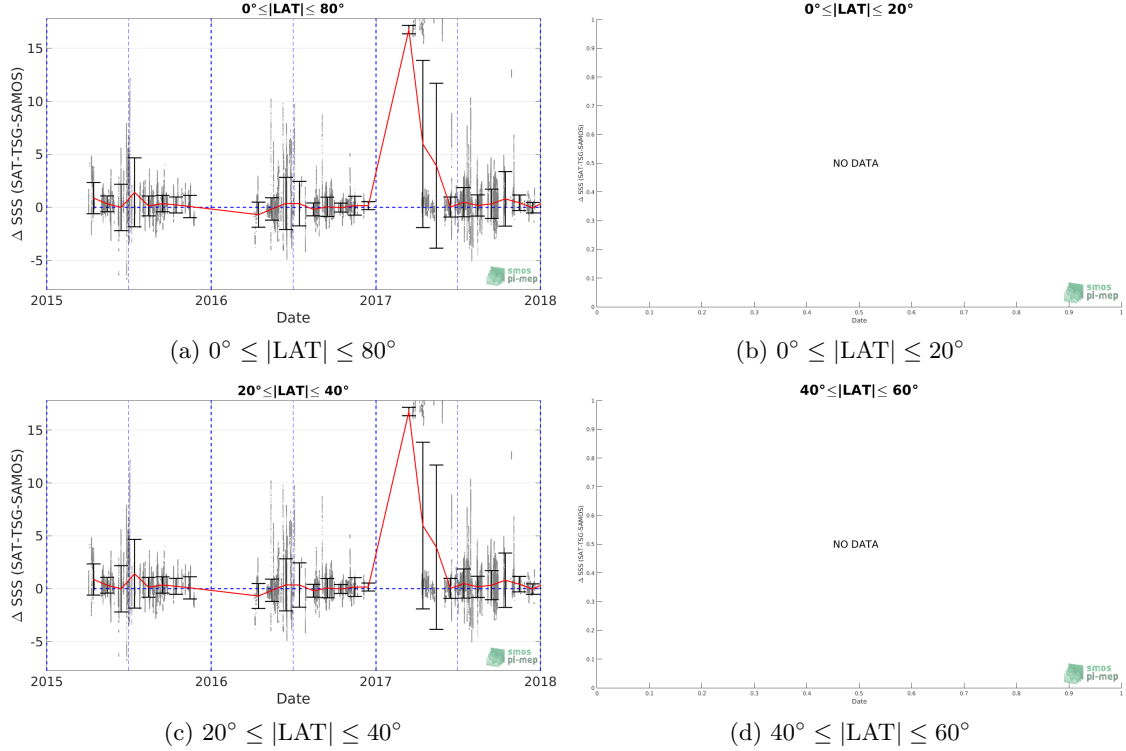 0°≤|LAT|≤ 80°
15
10
5
0
-5
Δ SSS (SAT-TSG-SAMOS)
2015
2016
2017
2018
Date
smos
pi-mep
(a) 0° ≤ |LAT| ≤ 80°
0°≤|LAT|≤ 20°
1
0.9
0.8
0.7
0.6
0.5
0.4
0.3
0.2
0.1
0
Δ SSS (SAT-TSG-SAMOS)
NO DATA
0
0.1
0.2
0.3
0.4
0.5
0.6
0.7
0.8
0.9
1
Date
smos
pi-mep
(b) 0° ≤ |LAT| ≤ 20°
20°≤|LAT|≤ 40°
15
10
5
0
-5
Δ SSS (SAT-TSG-SAMOS)
2015
2016
2017
2018
Date
smos
pi-mep
(c) 20° ≤ |LAT| ≤ 40°
40°≤|LAT|≤ 60°
1
0.9
0.8
0.7
0.6
0.5
0.4
0.3
0.2
0.1
0
Δ SSS (SAT-TSG-SAMOS)
NO DATA
0
0.1
0.2
0.3
0.4
0.5
0.6
0.7
0.8
0.9
1
Date
smos
pi-mep
(d) 40° ≤ |LAT| ≤ 60°